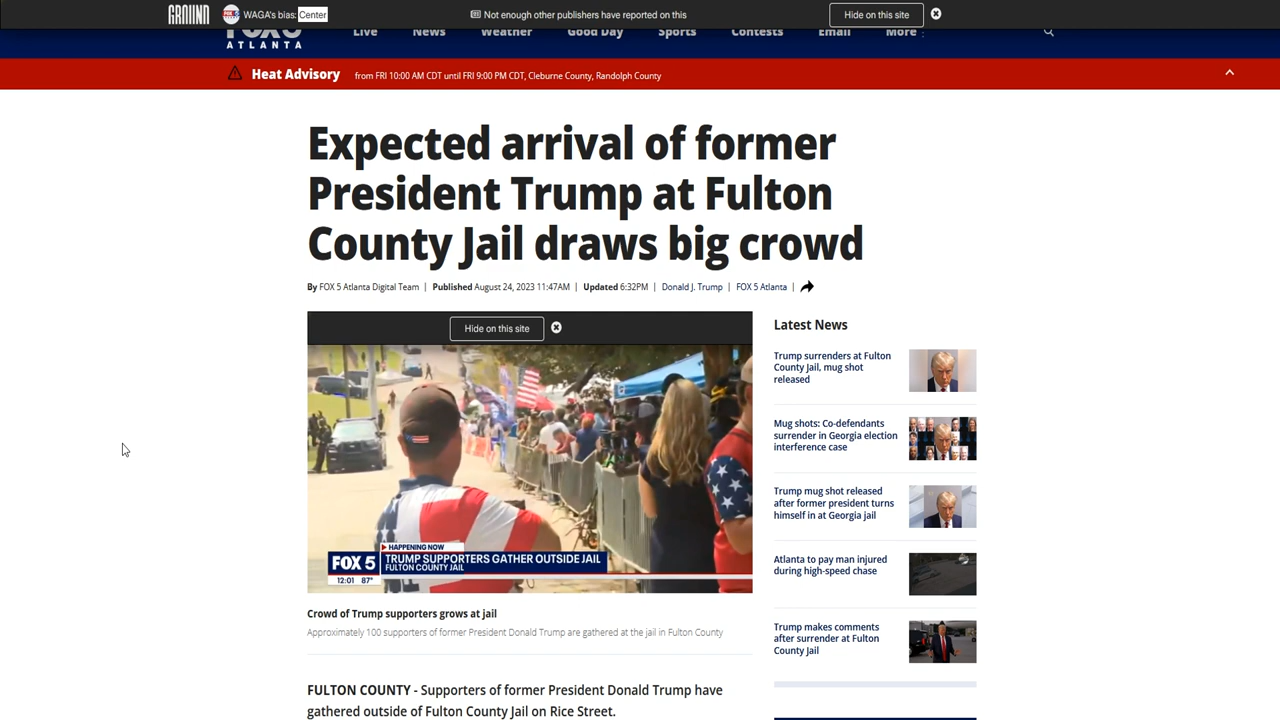 GROUND
WAGA's bias: Center
Not enough other publishers have reported on this
Hide on this site
ATLANTA
Live
News
Weather
Good Day
Sports
Contests
Email
More
Heat Advisory
from FRI 10:00 AM CDT until FRI 9:00 PM CDT, Cleburne County, Randolph County
Expected arrival of former
President Trump at Fulton
County Jail draws big crowd
By FOX 5 Atlanta Digital Team | Published August 24, 2023 11:47AM | Updated 6:32PM | Donald J. Trump | FOX 5 Atlanta |
Hide on this site
HAPPENING NOW
FOX 5
TRUMP SUPPORTERS GATHER OUTSIDE JAIL
FULTON COUNTY JAIL
12:01 87°
Crowd of Trump supporters grows at jail
Approximately 100 supporters of former President Donald Trump are gathered at the jail in Fulton County
FULTON COUNTY - Supporters of former President Donald Trump have
gathered outside of Fulton County Jail on Rice Street.
Latest News
Trump surrenders at Fulton
County Jail, mug shot
released
Mug shots: Co-defendants
surrender in Georgia election
interference case
Trump mug shot released
after former president turns
himself in at Georgia jail
Atlanta to pay man injured
during high-speed chase
Trump makes comments
after surrender at Fulton
County Jail